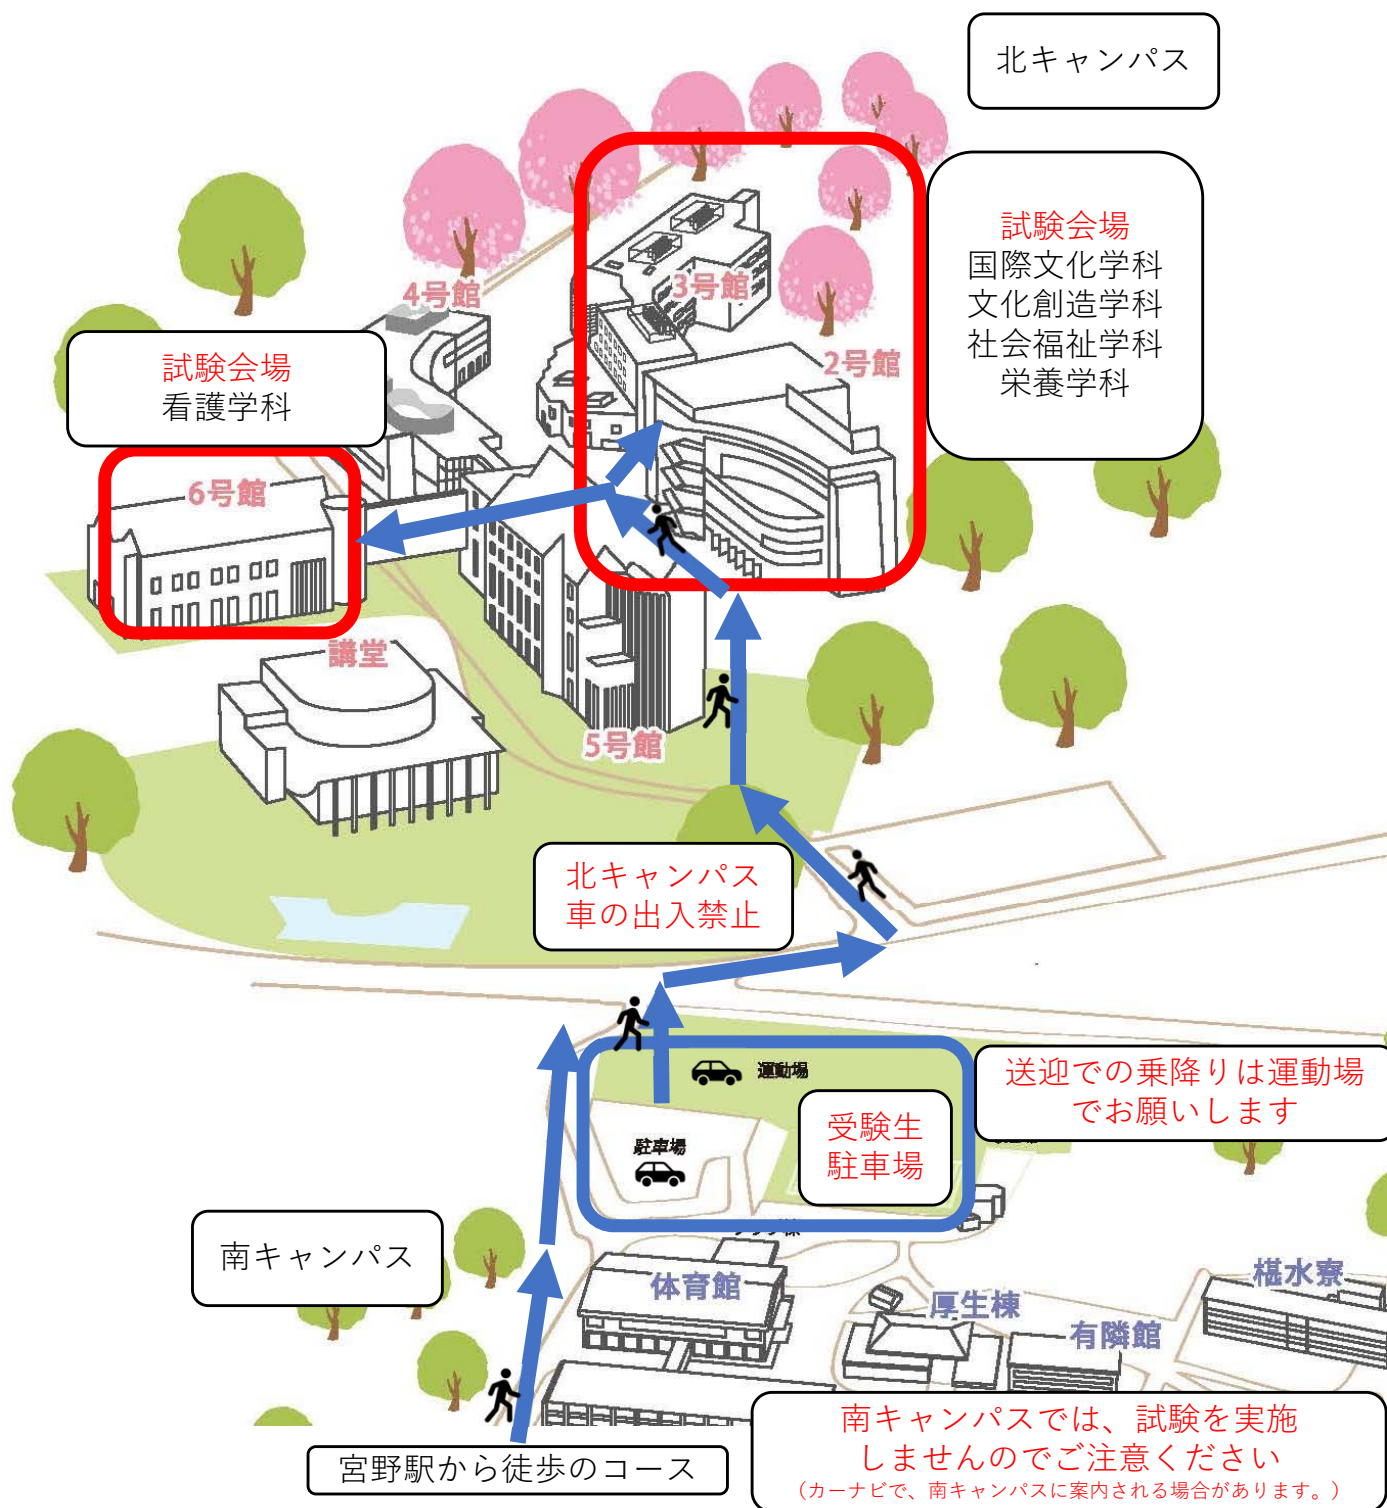 北キャンパス
試験会場
国際文化学科
文化創造学科
社会福祉学科
栄養学科
3号館
4号館
2号館
試験会場
看護学科
6号館
講堂
5号館
北キャンパス
車の出入禁止
運動場
送迎での乗降りは運動場
でお願いします
受験生
駐車場
駐車場
南キャンパス
体育館
椹水寮
厚生棟
有隣館
南キャンパスでは、試験を実施
しませんのでご注意ください
（カーナビで、南キャンパスに案内される場合があります。）
宮野駅から徒歩のコース